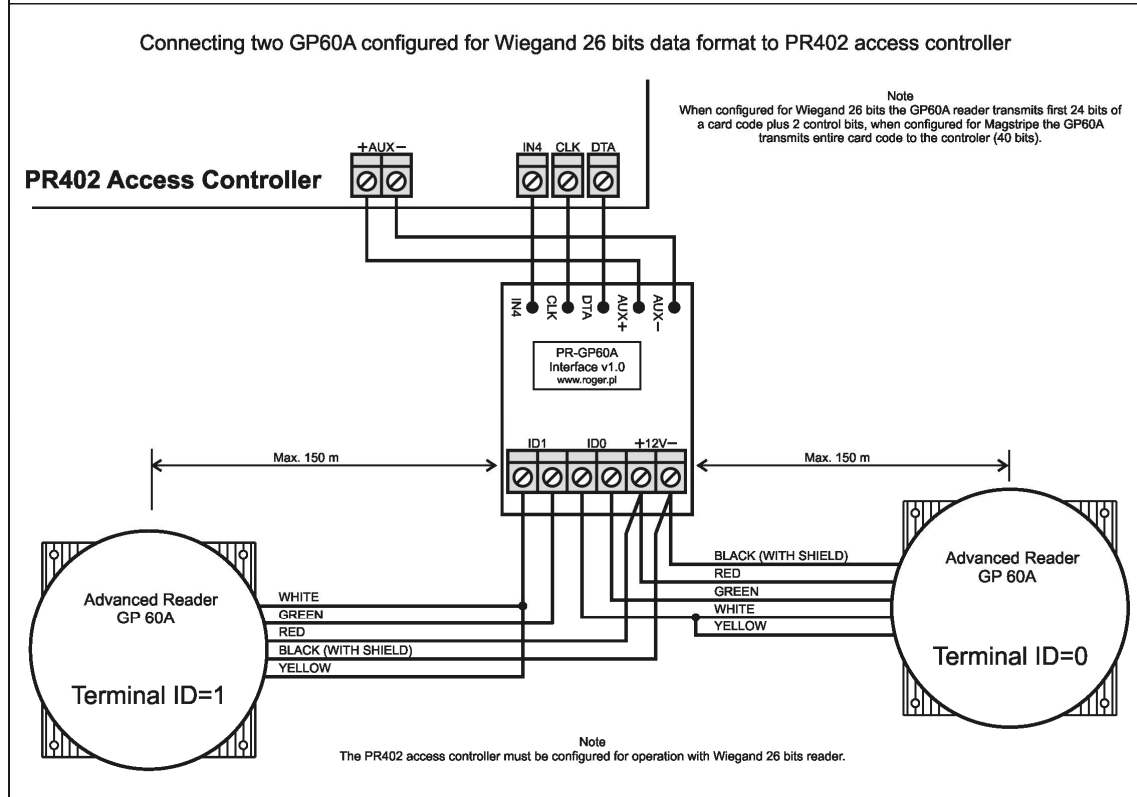 Connecting two GP60A configured for Wiegand 26 bits data format to PR402 access controller
Note
When configured for Wiegand 26 bits the GP60A reader transmits first 24 bits of
a card code plus 2 control bits, when configured for Magstripe the GP60A
transmits entire card code to the controler (40 bits).
+AUX−
IN4
CLK
DTA
PR402 Access Controller
IN4
CLK
DTA
AUX+
AUX−
PR-GP60A
Interface v1.0
www.roger.pl
ID1
ID0
+12V−
Max. 150 m
Max. 150 m
Advanced Reader
GP 60A
Terminal ID=1
WHITE
GREEN
RED
BLACK (WITH SHIELD)
YELLOW
BLACK (WITH SHIELD)
RED
GREEN
WHITE
YELLOW
Advanced Reader
GP 60A
Terminal ID=0
Note
The PR402 access controller must be configured for operation with Wiegand 26 bits reader.